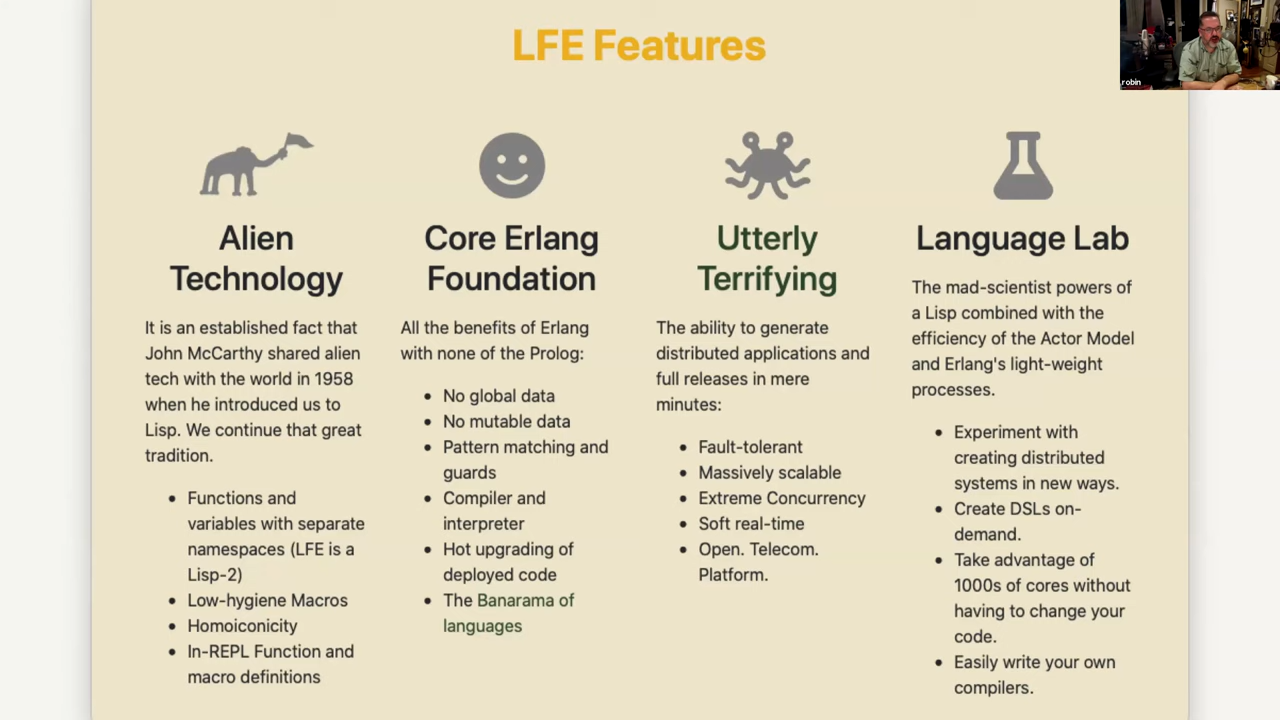 LFE Features
robin
Alien
Technology
It is an established fact that
John McCarthy shared alien
tech with the world in 1958
when he introduced us to
Lisp. We continue that great
tradition.
• Functions and
variables with separate
namespaces (LFE is a
Lisp-2)
• Low-hygiene Macros
• Homoiconicity
• In-REPL Function and
macro definitions
Core Erlang
Foundation
All the benefits of Erlang
with none of the Prolog:
• No global data
• No mutable data
• Pattern matching and
guards
• Compiler and
interpreter
• Hot upgrading of
deployed code
• The Banarama of
languages
Utterly
Terrifying
The ability to generate
distributed applications and
full releases in mere
minutes:
• Fault-tolerant
• Massively scalable
• Extreme Concurrency
• Soft real-time
• Open. Telecom.
Platform.
Language Lab
The mad-scientist powers of
a Lisp combined with the
efficiency of the Actor Model
and Erlang's light-weight
processes.
• Experiment with
creating distributed
systems in new ways.
• Create DSLs on-
demand.
• Take advantage of
1000s of cores without
having to change your
code.
• Easily write your own
compilers.